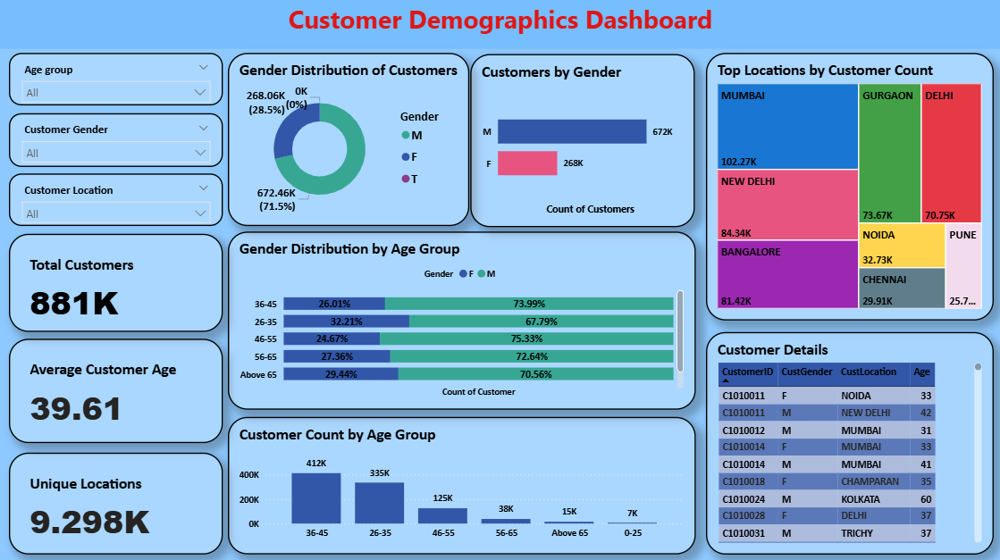 Customer Demographics Dashboard
Age group
All
Customer Gender
All
Customer Location
All
Total Customers
881K
Average Customer Age
39.61
Unique Locations
9.298K
Gender Distribution of Customers
0K
(0%)
268.06K
(28.5%)
672.46K
(71.5%)
Gender
M
F
T
Customers by Gender
M 672K
F 268K
Count of Customers
Gender Distribution by Age Group
Gender F M
36-45 26.01% 73.99%
26-35 32.21% 67.79%
46-55 24.67% 75.33%
56-65 27.36% 72.64%
Above 65 29.44% 70.56%
Count of Customer
Customer Count by Age Group
400K
200K
0K
412K 335K 125K 38K 15K 7K
36-45 26-35 46-55 56-65 Above 65 0-25
Top Locations by Customer Count
MUMBAI
102.27K
NEW DELHI
84.34K
BANGALORE
81.42K
GURGAON
73.67K
DELHI
70.75K
NOIDA
32.73K
CHENNAI
29.91K
PUNE
25.7...
Customer Details
CustomerID CustGender CustLocation Age
C1010011 F NOIDA 33
C1010011 M NEW DELHI 42
C1010012 M MUMBAI 31
C1010014 F MUMBAI 33
C1010014 M MUMBAI 41
C1010018 F CHAMPARAN 35
C1010024 M KOLKATA 60
C1010028 F DELHI 37
C1010031 M TRICHY 37